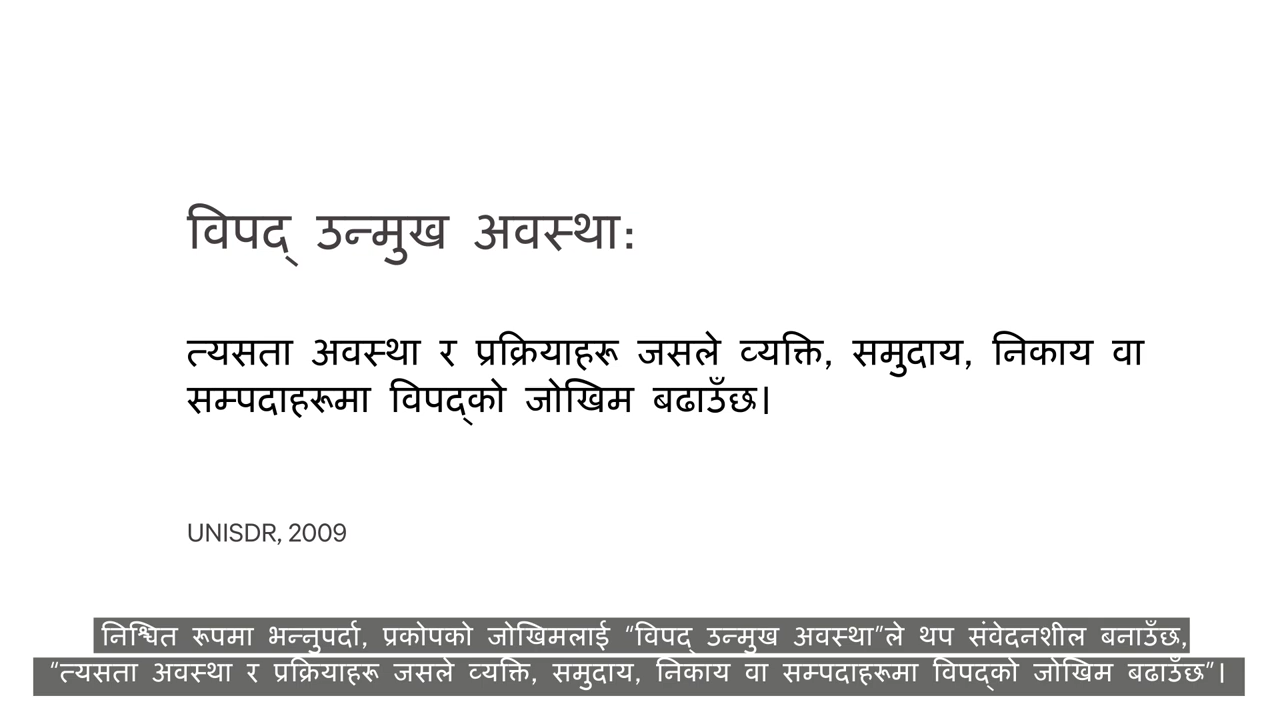 विपद् उन्मुख अवस्था:
त्यसता अवस्था र प्रक्रियाहरू जसले व्यक्ति, समुदाय, निकाय वा
सम्पदाहरूमा विपद्को जोखिम बढाउँछ।
UNISDR, 2009
निश्चित रूपमा भन्नुपर्दा, प्रकोपको जोखिमलाई "विपद् उन्मुख अवस्था"ले थप संवेदनशील बनाउँछ,
"त्यसता अवस्था र प्रक्रियाहरू जसले व्यक्ति, समुदाय, निकाय वा सम्पदाहरूमा विपद्को जोखिम बढाउँछ"।